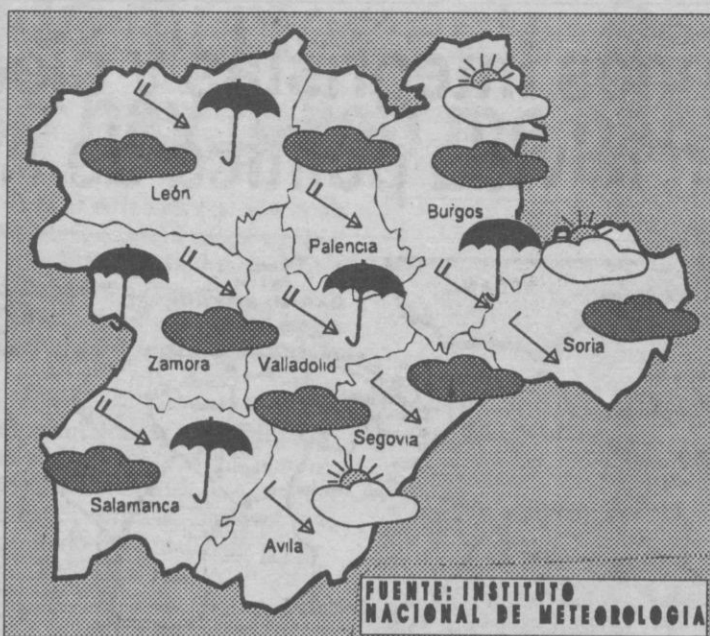 León
Burgos
Palencia
Soria
Zamora
Valladolid
Segovia
Salamanca
Avila
FUENTE: INSTITUTO
NACIONAL DE METEOROLOGIA